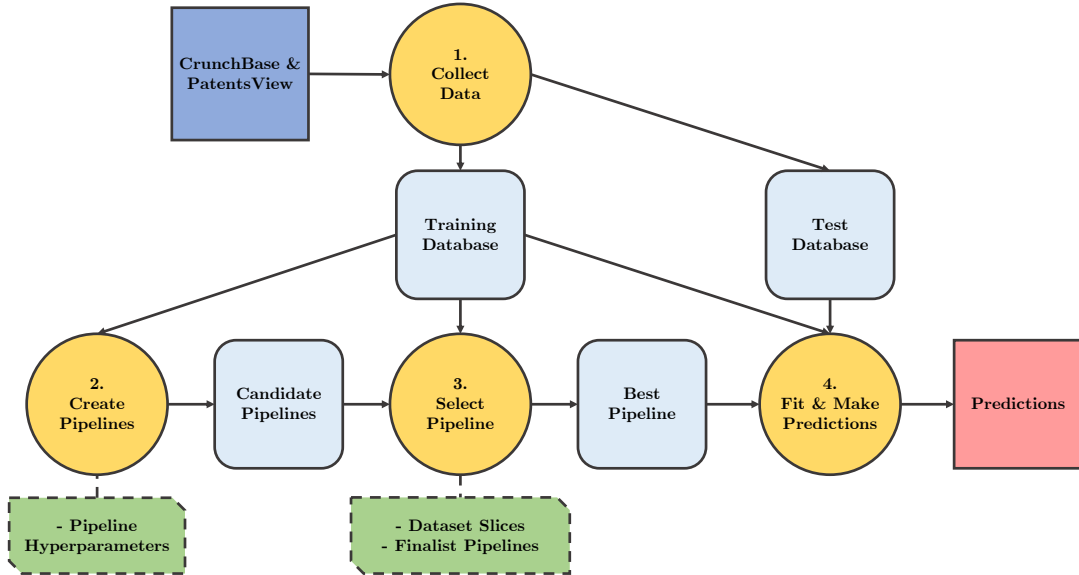 CrunchBase &
PatentsView
1.
Collect
Data
Training
Database
Test
Database
2.
Create
Pipelines
Candidate
Pipelines
3.
Select
Pipeline
Best
Pipeline
4.
Fit & Make
Predictions
Predictions
- Pipeline
Hyperparameters
- Dataset Slices
- Finalist Pipelines